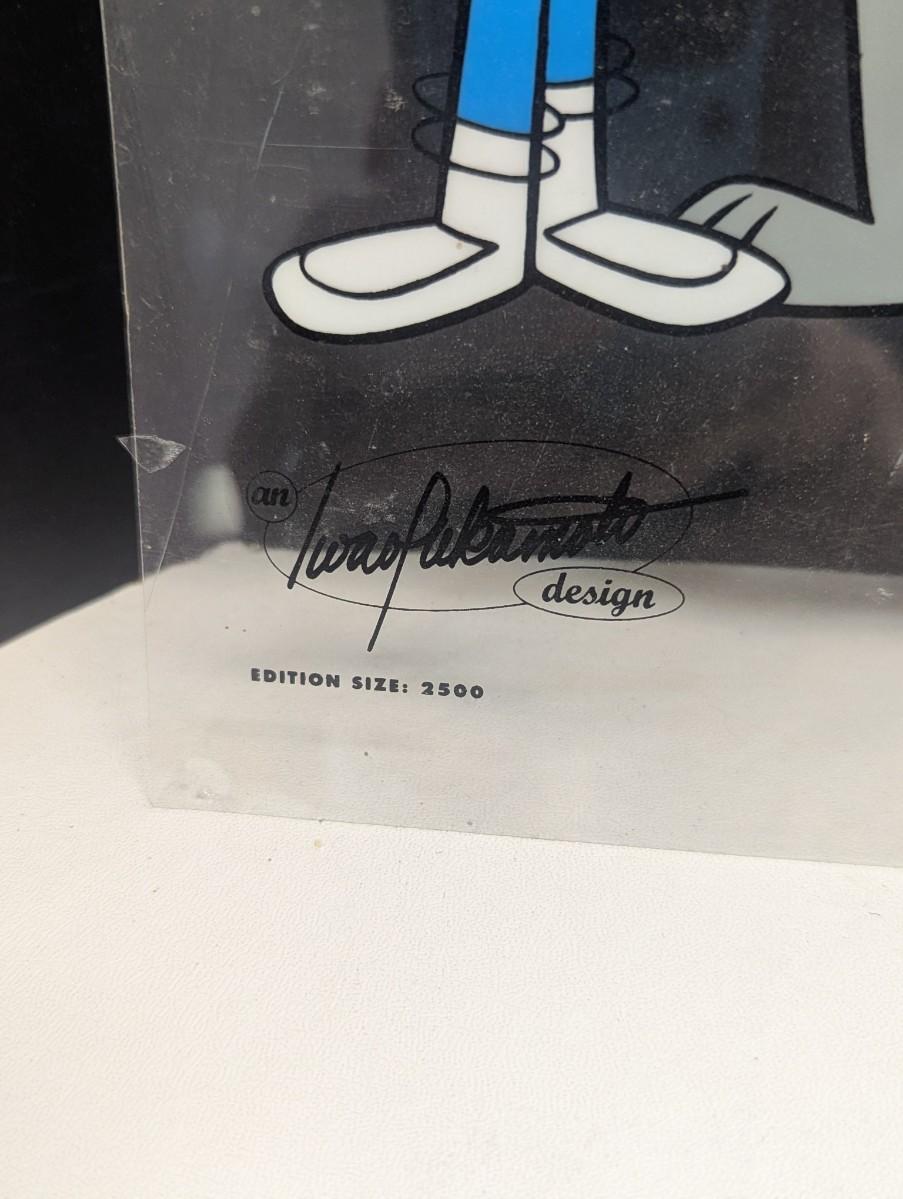 an
Iwao Takamoto
design
EDITION SIZE: 2500